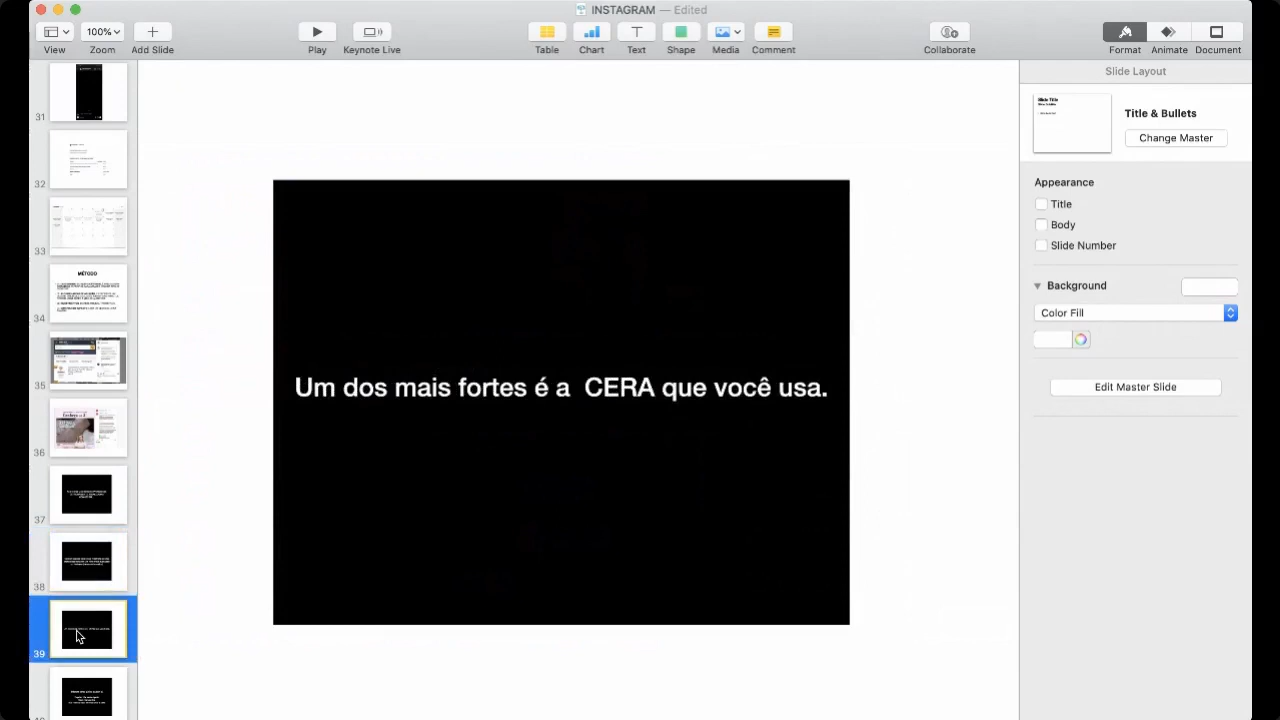 INSTAGRAM — Edited
View
100%
Zoom
Add Slide
Play
Keynote Live
Table
Chart
Text
Shape
Media
Comment
Collaborate
Format
Animate
Document
31
32
33
34
MÉTODO
35
36
37
38
39
Um dos mais fortes é a  CERA que você usa.
Slide Layout
Slide Title
Title & Bullets
Change Master
Appearance
Title
Body
Slide Number
Background
Color Fill
Edit Master Slide